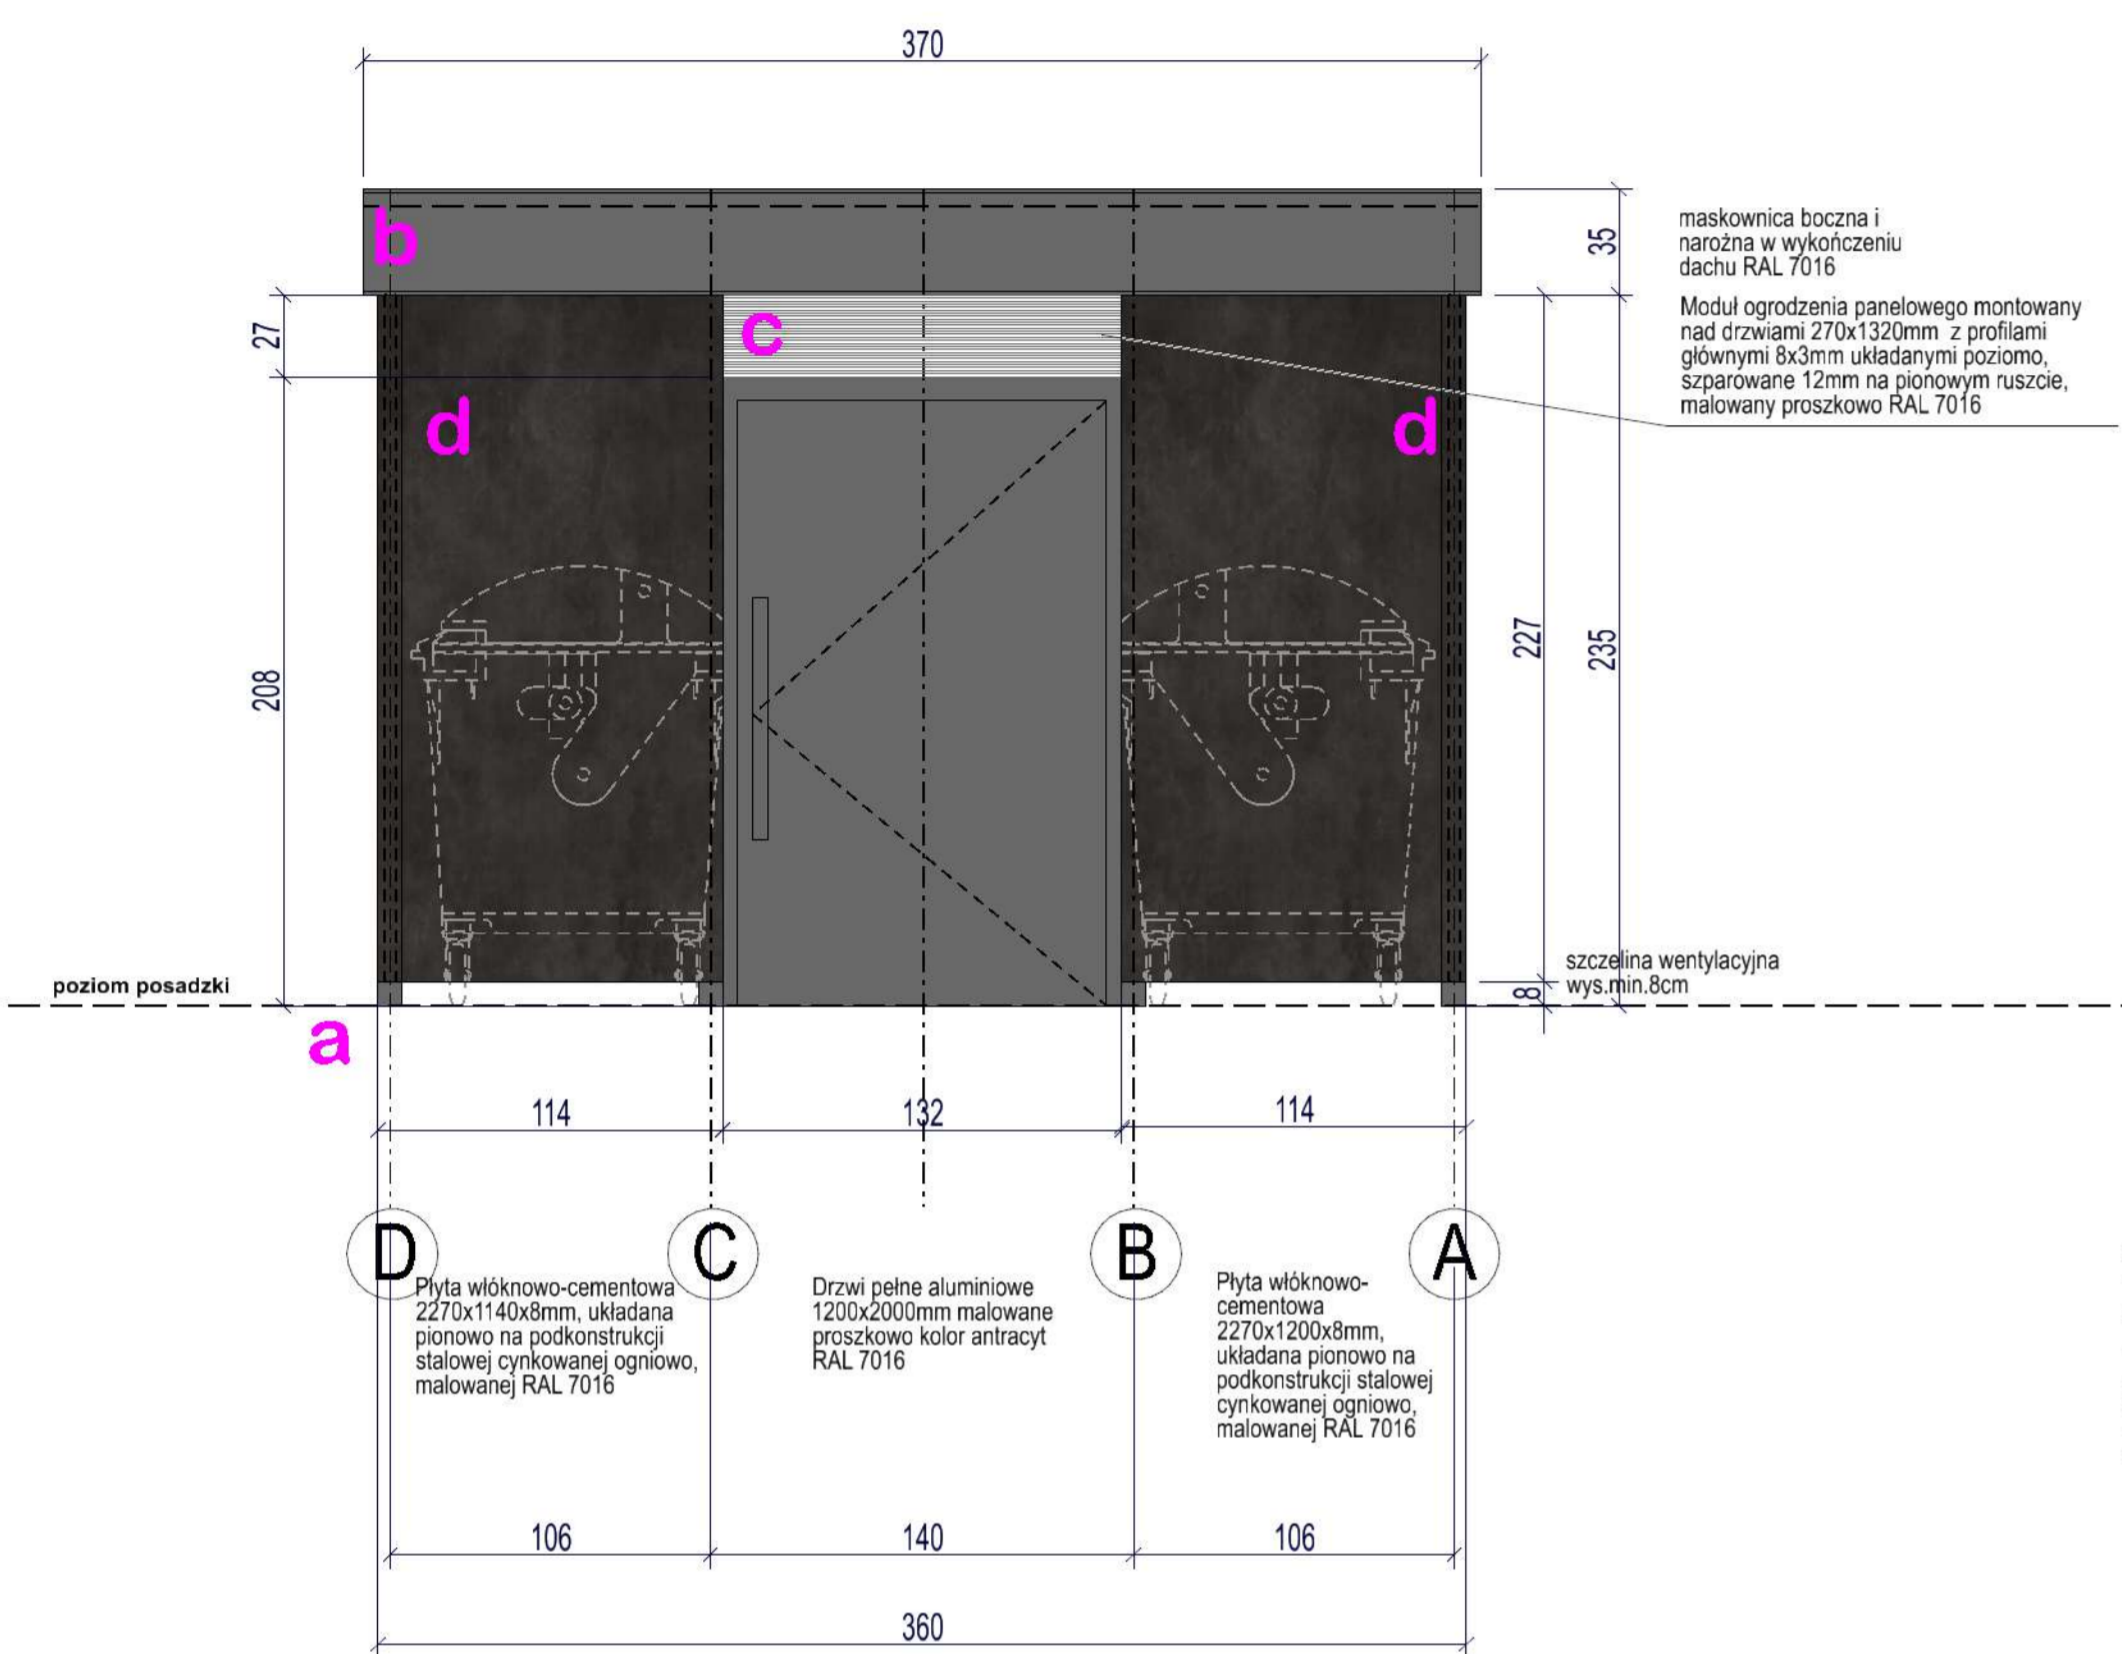 370
b
35
maskownica boczna i
narożna w wykończeniu
dachu RAL 7016
27
c
Moduł ogrodzenia panelowego montowany
nad drzwiami 270x1320mm z profilami
głównymi 8x3mm układanymi poziomo,
szparowane 12mm na pionowym ruszcie,
malowany proszkowo RAL 7016
d
d
208
227
235
poziom posadzki
szczelina wentylacyjna
wys.min.8cm
8
a
114
132
114
D
C
B
A
Płyta włóknowo-cementowa
2270x1140x8mm, układana
pionowo na podkonstrukcji
stalowej cynkowanej ogniowo,
malowanej RAL 7016
Drzwi pełne aluminiowe
1200x2000mm malowane
proszkowo kolor antracyt
RAL 7016
Płyta włóknowo-
cementowa
2270x1200x8mm,
układana pionowo na
podkonstrukcji stalowej
cynkowanej ogniowo,
malowanej RAL 7016
106
140
106
360